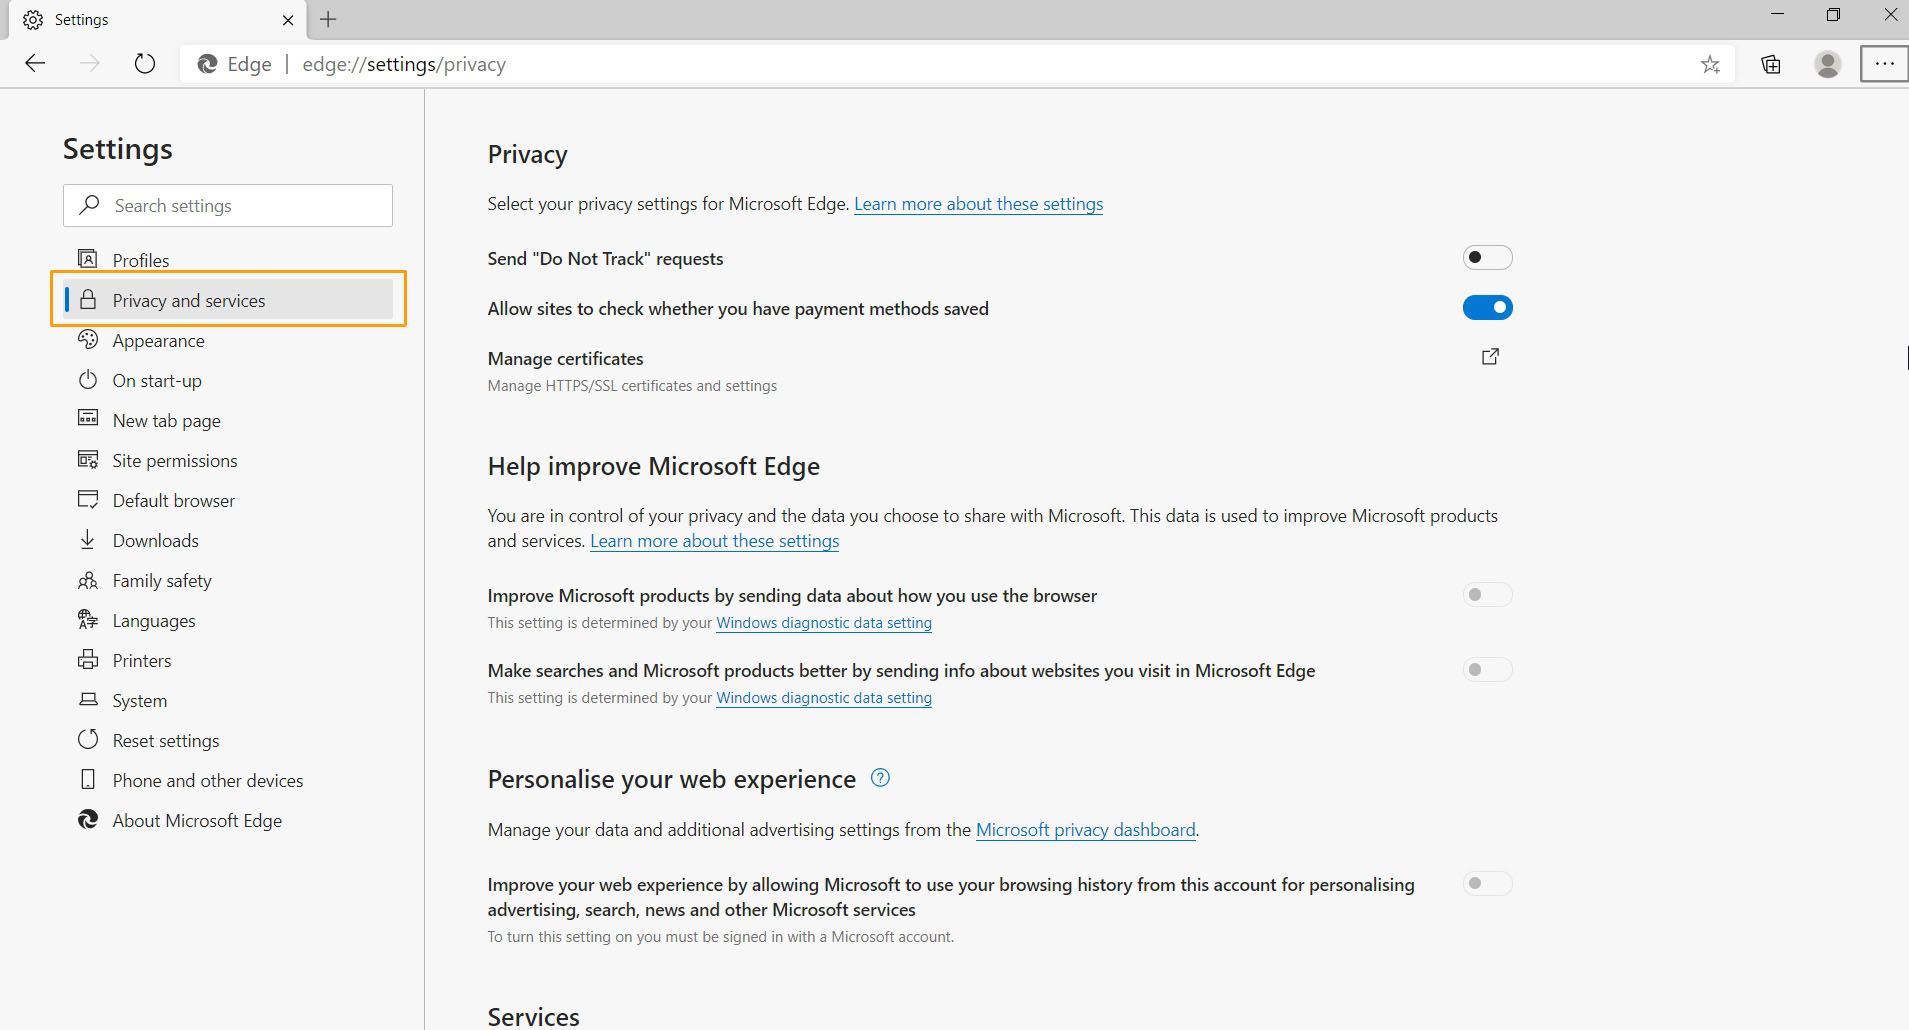 Settings
Edge | edge://settings/privacy
Settings
Search settings
Profiles
Privacy and services
Appearance
On start-up
New tab page
Site permissions
Default browser
Downloads
Family safety
Languages
Printers
System
Reset settings
Phone and other devices
About Microsoft Edge
Privacy
Select your privacy settings for Microsoft Edge. Learn more about these settings
Send "Do Not Track" requests
Allow sites to check whether you have payment methods saved
Manage certificates
Manage HTTPS/SSL certificates and settings
Help improve Microsoft Edge
You are in control of your privacy and the data you choose to share with Microsoft. This data is used to improve Microsoft products
and services. Learn more about these settings
Improve Microsoft products by sending data about how you use the browser
This setting is determined by your Windows diagnostic data setting
Make searches and Microsoft products better by sending info about websites you visit in Microsoft Edge
This setting is determined by your Windows diagnostic data setting
Personalise your web experience
Manage your data and additional advertising settings from the Microsoft privacy dashboard.
Improve your web experience by allowing Microsoft to use your browsing history from this account for personalising
advertising, search, news and other Microsoft services
To turn this setting on you must be signed in with a Microsoft account.
Services